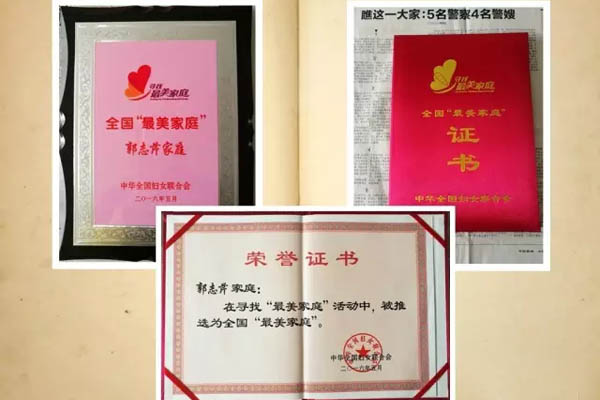 寻找
最美家庭
全国“最美家庭”
郭志芹家庭
中华全国妇女联合会
二〇一六年五月
瞧这一大家:5名警察4名警嫂
寻找
最美家庭
全国“最美家庭”
证
书
中华全国妇女联合会
荣誉证书
郭志芹家庭:
在寻找“最美家庭”活动中,被推
选为全国“最美家庭”。
中华全国妇女联合会
二〇一六年五月